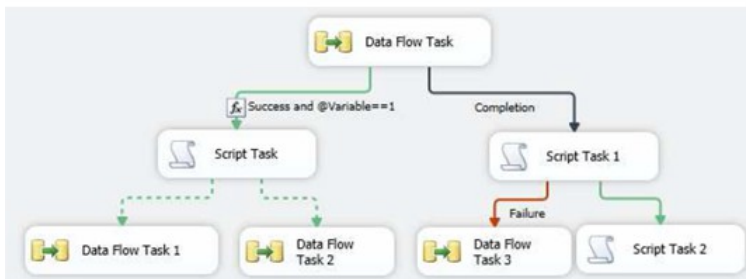 Data Flow Task
fx Success and @Variable==1
Completion
Script Task
Script Task 1
Failure
Data Flow Task 1
Data Flow
Task 2
Data Flow
Task 3
Script Task 2